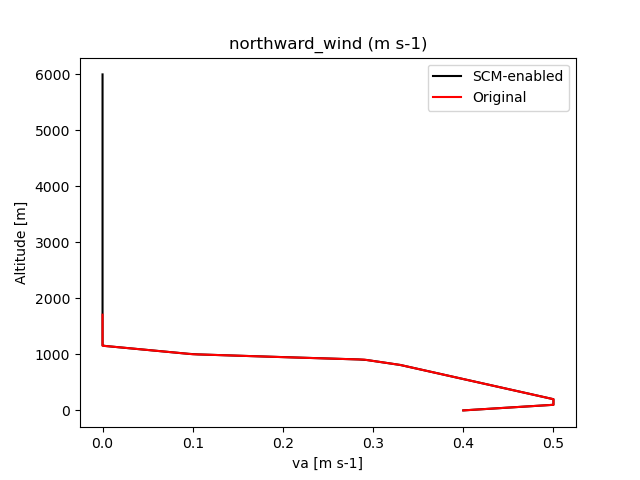 northward_wind (m s-1)
SCM-enabled
Original
Altitude [m]
6000
5000
4000
3000
2000
1000
0
0.0 0.1 0.2 0.3 0.4 0.5
va [m s-1]